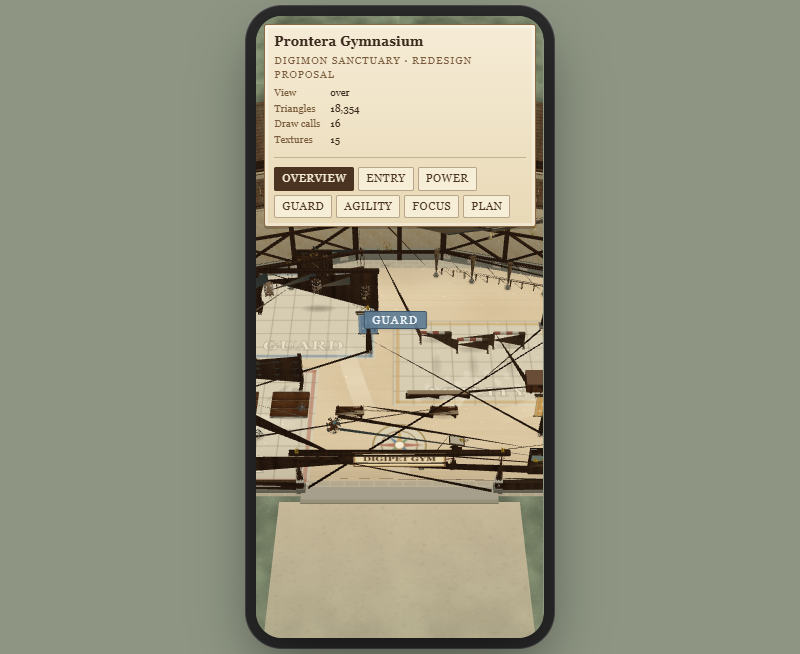 Prontera Gymnasium
DIGIMON SANCTUARY · REDESIGN
PROPOSAL
View over
Triangles 18,354
Draw calls 16
Textures 15
OVERVIEW ENTRY POWER
GUARD AGILITY FOCUS PLAN
GUARD
GUARD
DIGIPET GYM